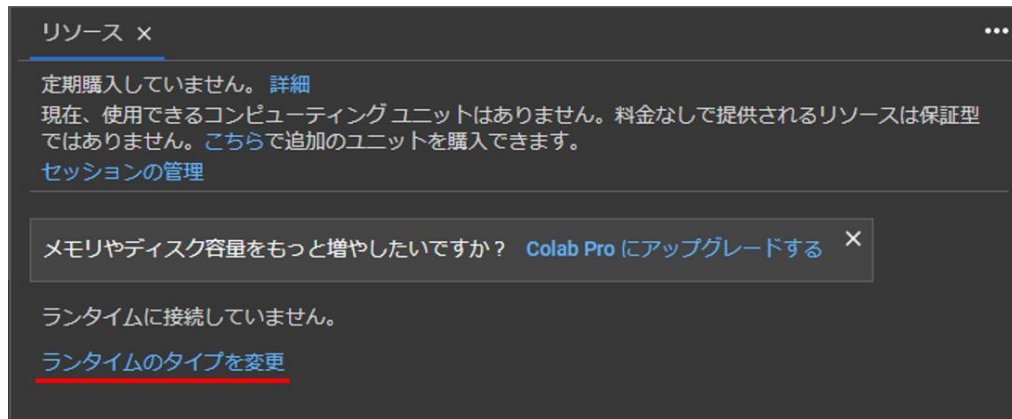 リソース ×
定期購入していません。 詳細
現在、使用できるコンピューティング ユニットはありません。料金なしで提供されるリソースは保証型
ではありません。こちらで追加のユニットを購入できます。
セッションの管理
メモリやディスク容量をもっと増やしたいですか？ Colab Pro にアップグレードする ×
ランタイムに接続していません。
ランタイムのタイプを変更